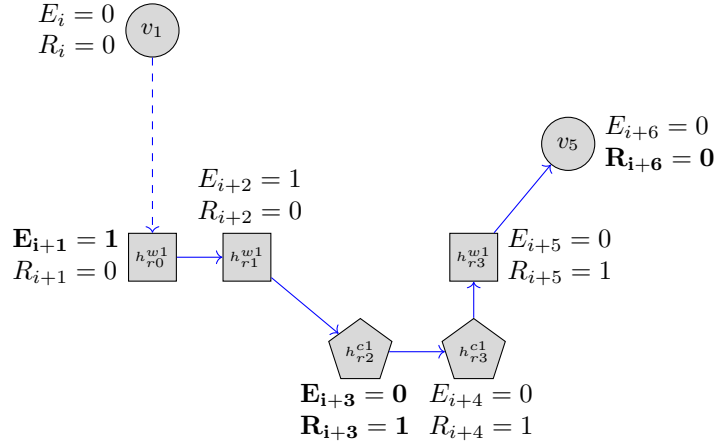 E_i = 0
R_i = 0
v_1
E_{i+6} = 0
R_{i+6} = 0
v_5
E_{i+2} = 1
R_{i+2} = 0
E_{i+1} = 1
R_{i+1} = 0
h_{r0}^{w1}
h_{r1}^{w1}
h_{r3}^{w1}
E_{i+5} = 0
R_{i+5} = 1
h_{r2}^{c1}
h_{r3}^{c1}
E_{i+3} = 0
R_{i+3} = 1
E_{i+4} = 0
R_{i+4} = 1